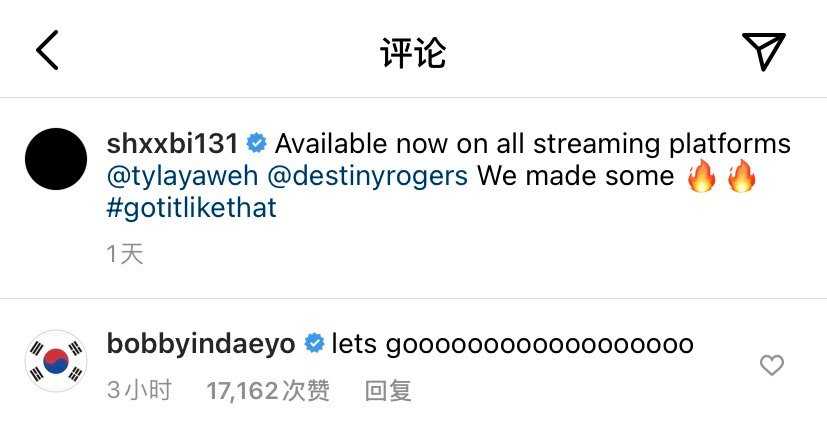 评论
shxxbi131 Available now on all streaming platforms
@tylayaweh @destinyrogers We made some 🔥🔥
#gotitlikethat
1天
bobbyindaeyo lets goooooooooooooooooo
3小时 17,162次赞 回复